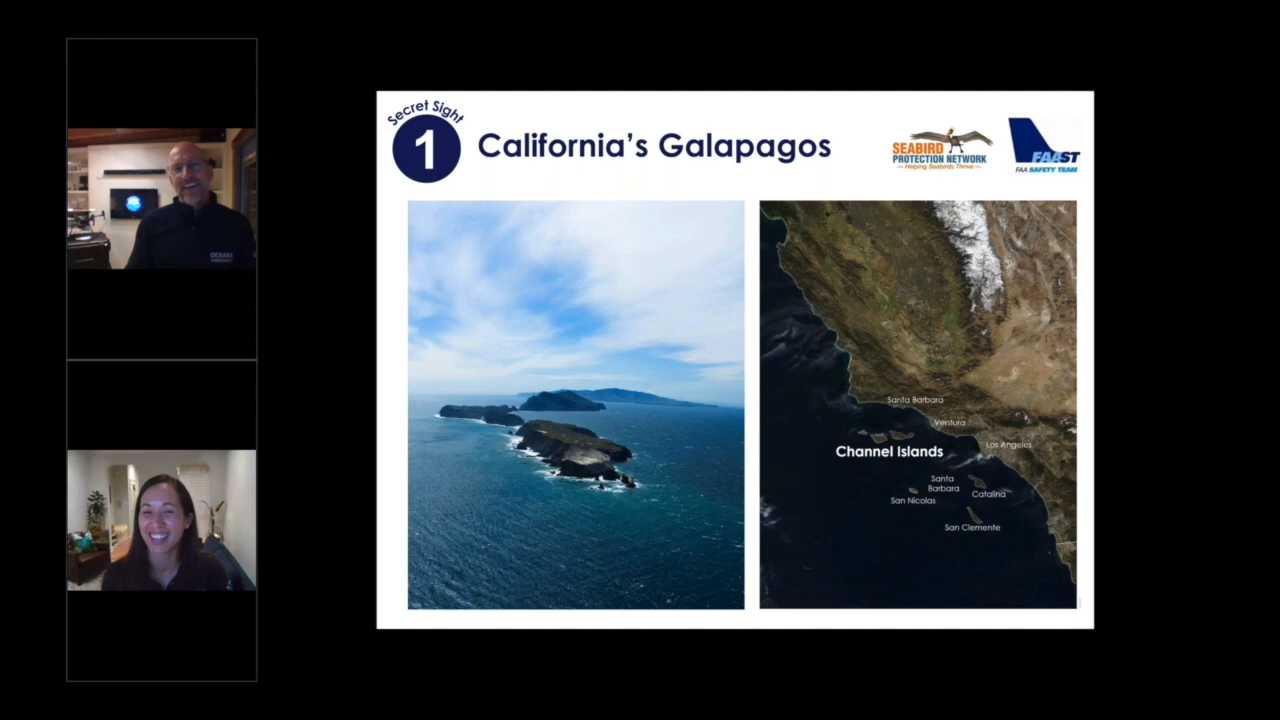 Secret Sight
1
California's Galapagos
SEABIRD
PROTECTION NETWORK
Helping Seabirds Thrive
FAAST
FAA SAFETY TEAM
Santa Barbara
Ventura
Los Angeles
Channel Islands
Santa
Barbara
Catalina
San Nicolas
San Clemente
OCEANS